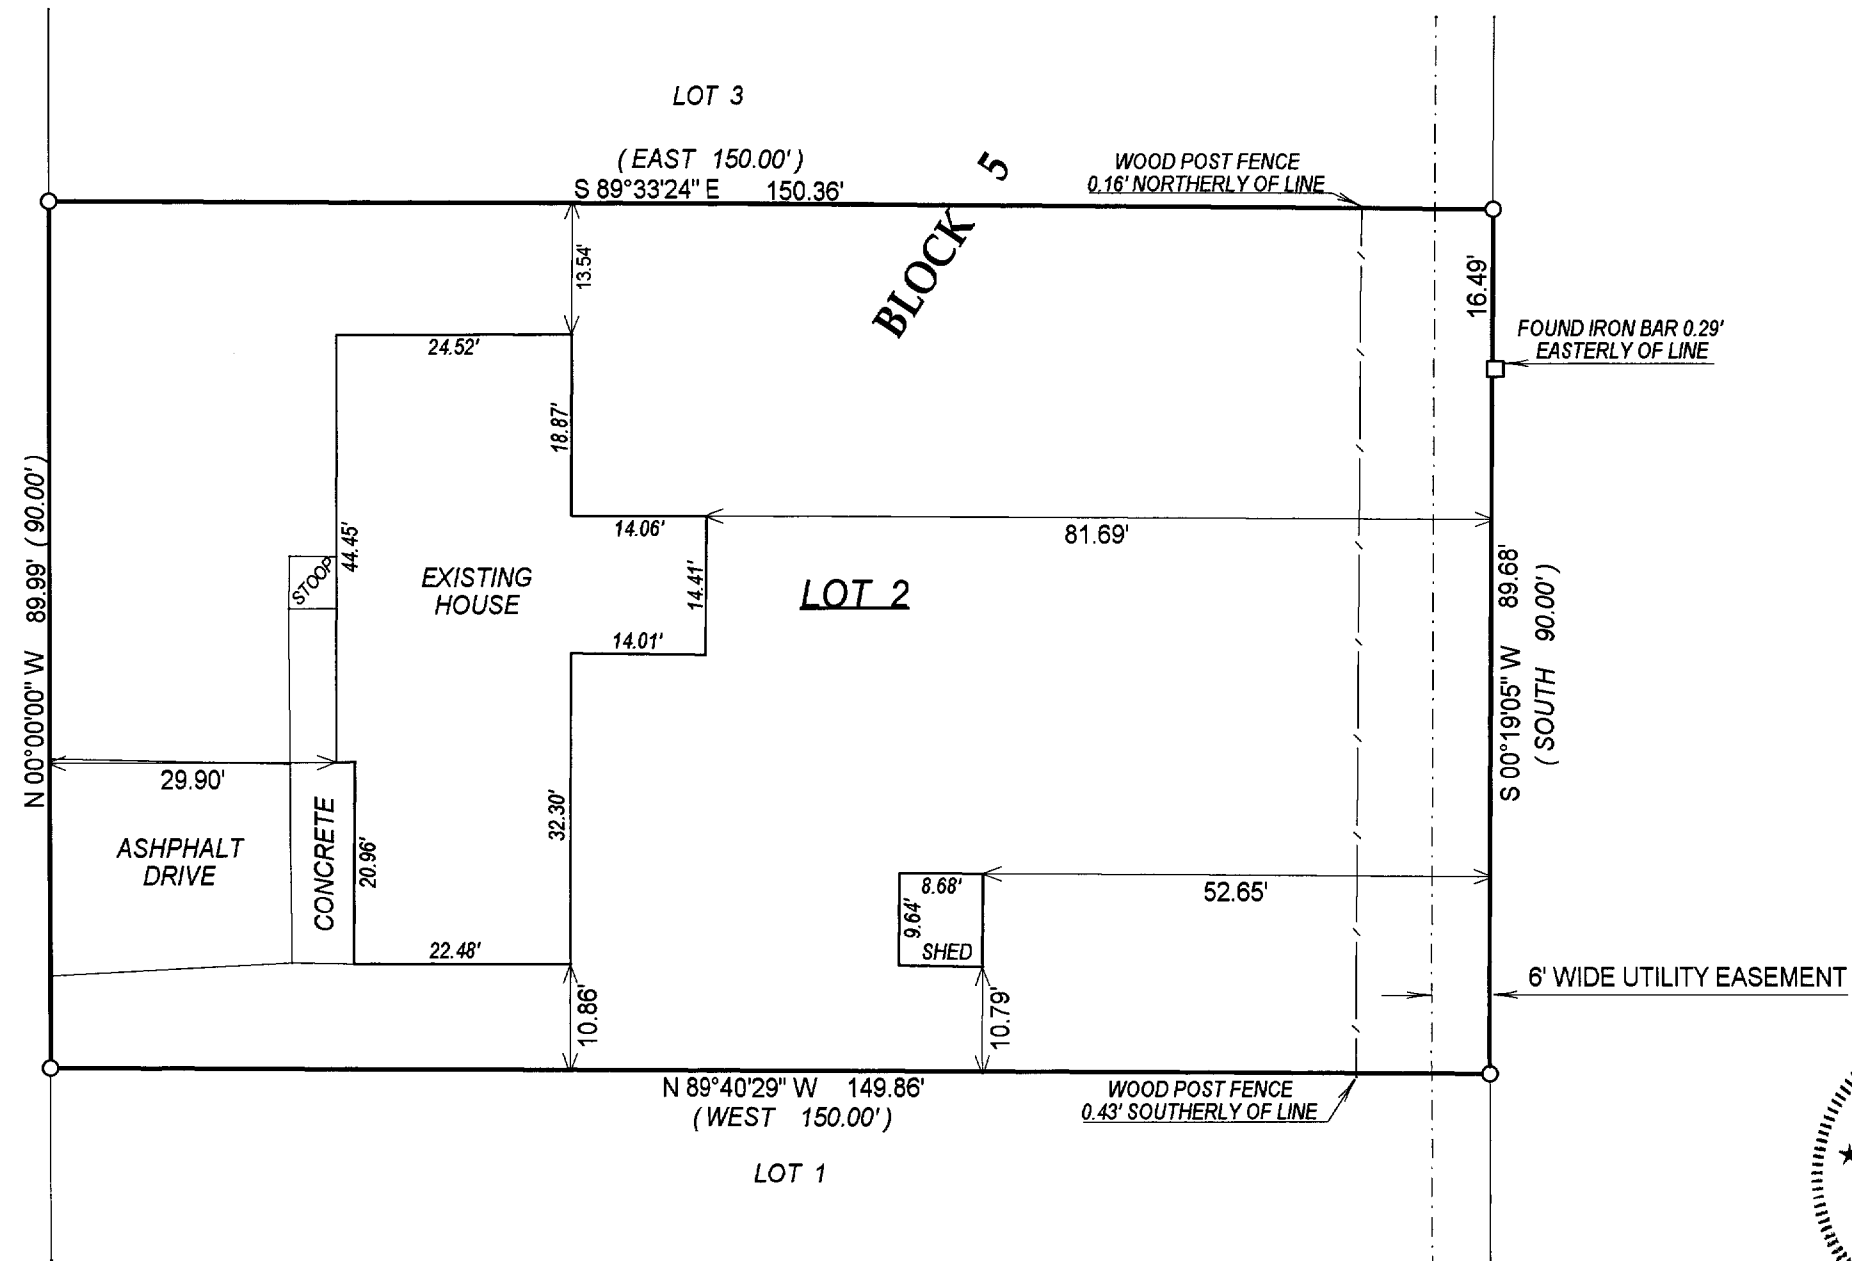 LOT 3
( EAST 150.00' )
S 89°33'24" E 150.36'
BLOCK 5
WOOD POST FENCE
0.16' NORTHERLY OF LINE
13.54'
16.49'
FOUND IRON BAR 0.29'
EASTERLY OF LINE
24.52'
18.87'
N 00°00'00" W 89.99' ( 90.00' )
44.45'
14.06'
81.69'
STOOP
EXISTING
HOUSE
14.41'
LOT 2
S 00°19'05" W 89.68'
( SOUTH 90.00' )
14.01'
29.90'
ASHPHALT
DRIVE
CONCRETE
20.96'
32.30'
8.68'
9.64'
SHED
52.65'
22.48'
10.86'
10.79'
6' WIDE UTILITY EASEMENT
N 89°40'29" W 149.86'
( WEST 150.00' )
WOOD POST FENCE
0.43' SOUTHERLY OF LINE
LOT 1